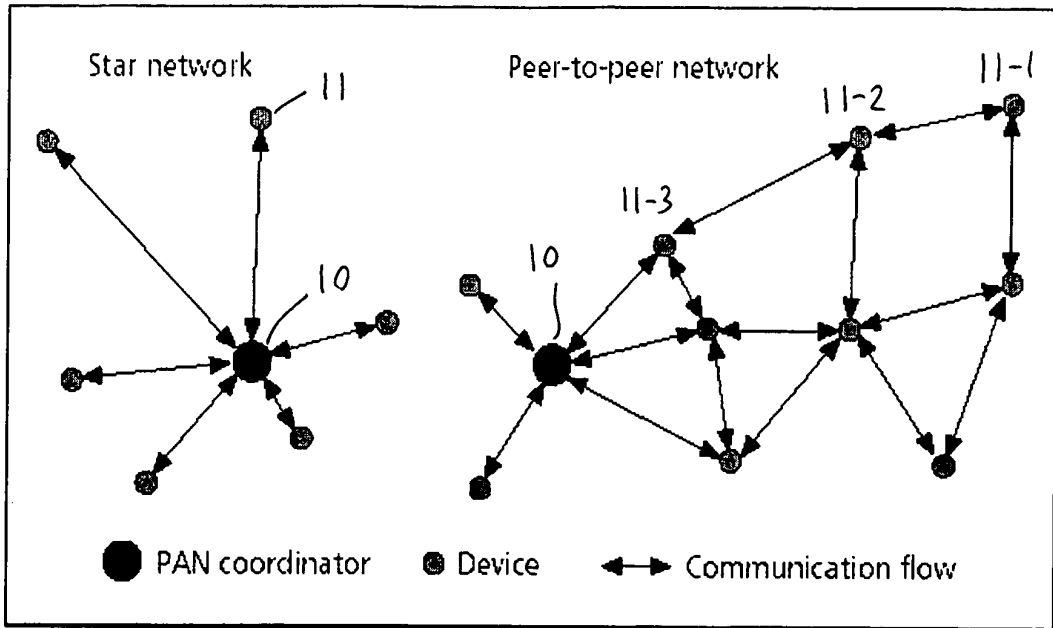 Star network
Peer-to-peer network
11
11-1
11-2
11-3
10
10
PAN coordinator
Device
Communication flow